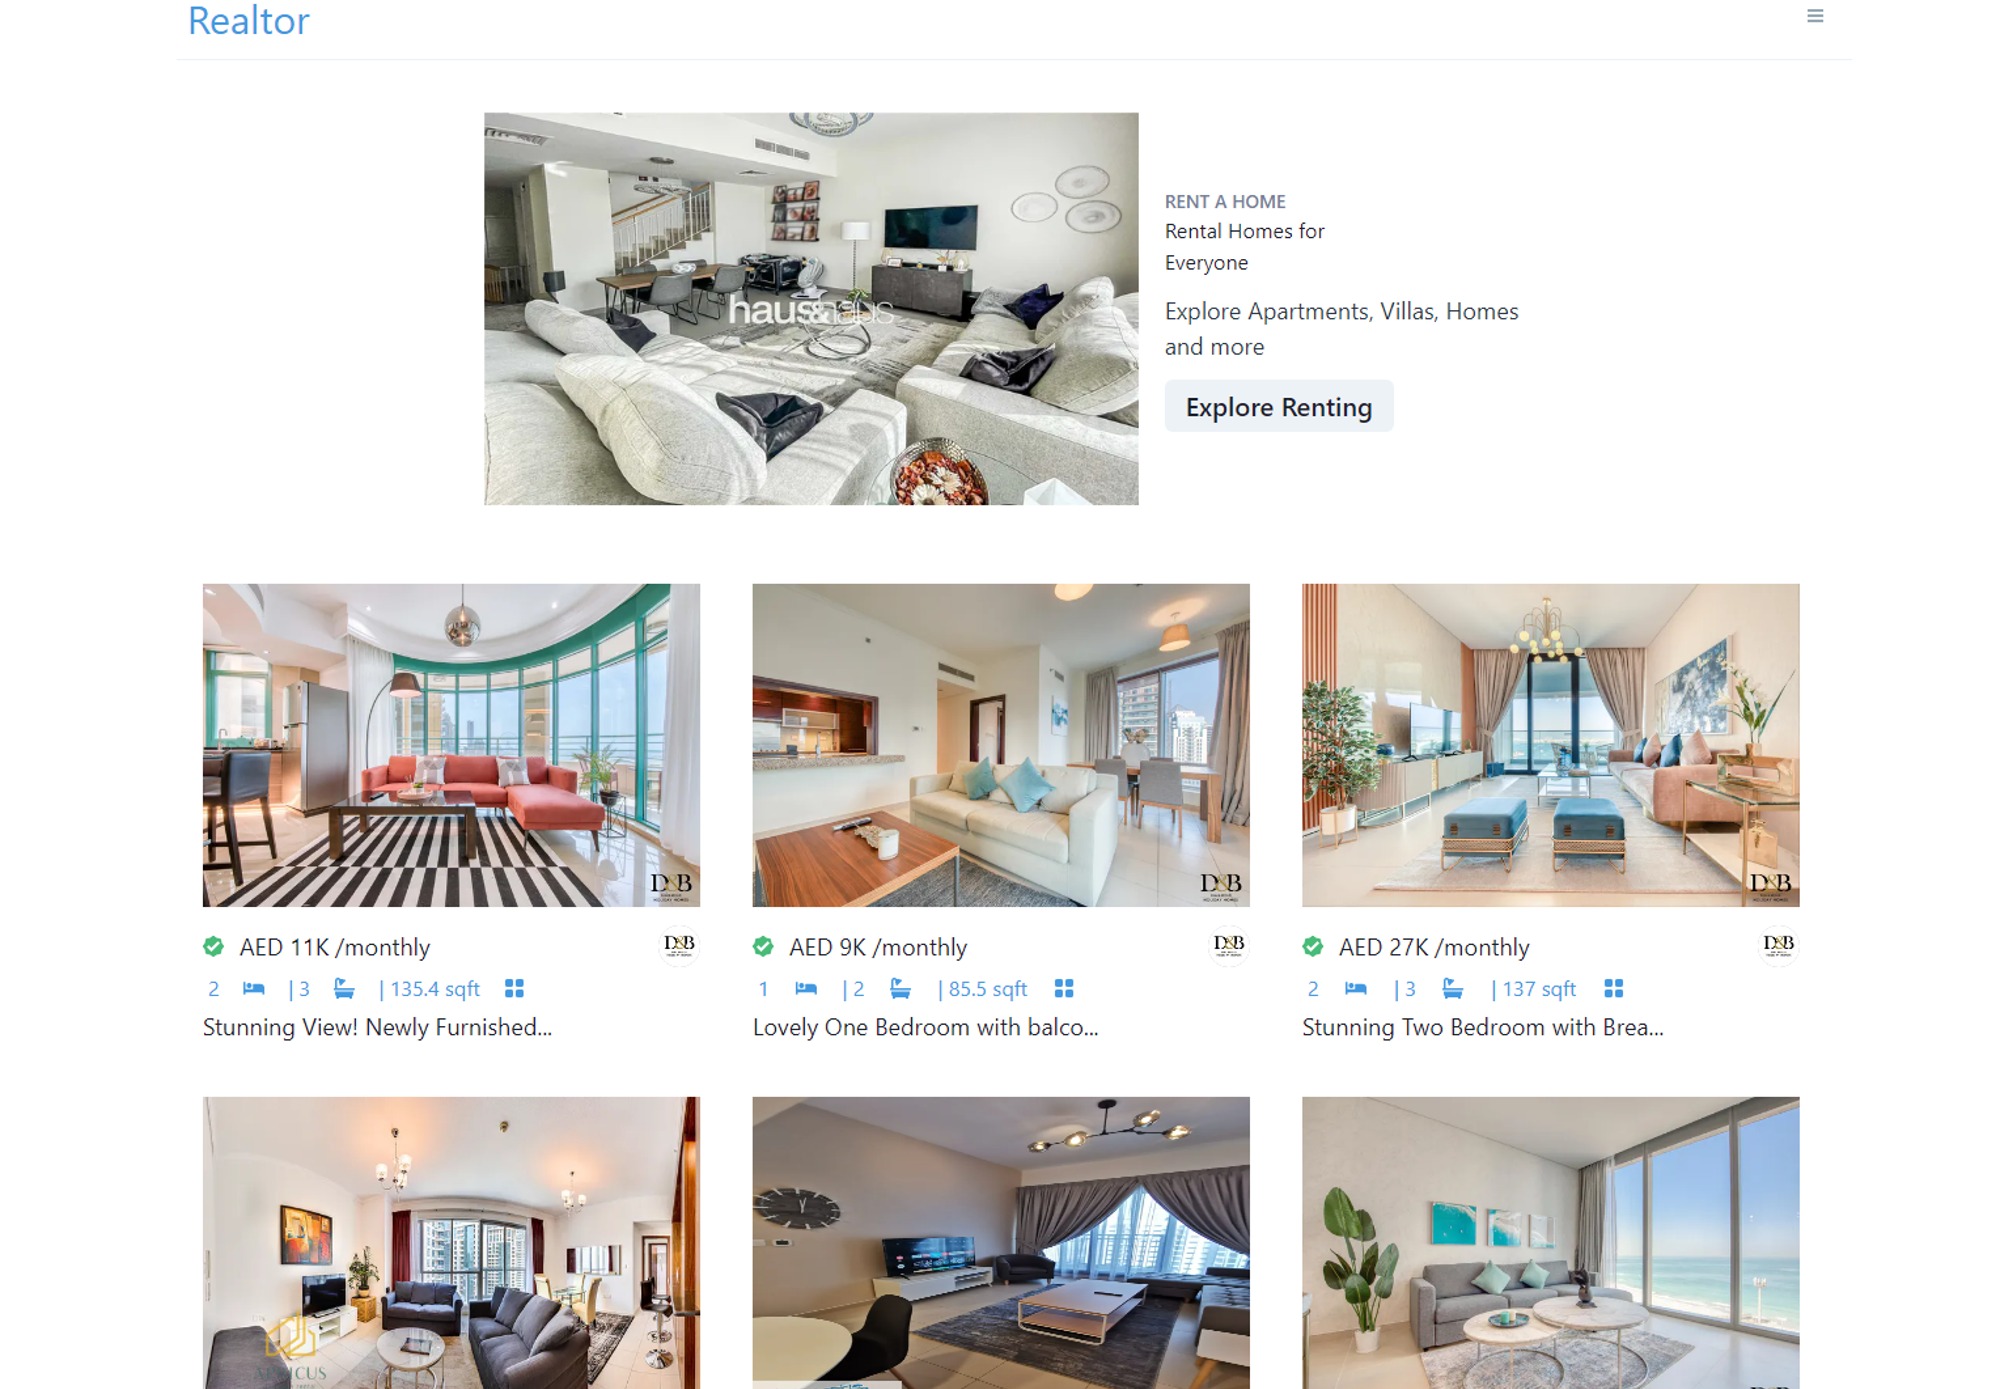 Realtor
haus&haus
RENT A HOME
Rental Homes for
Everyone
Explore Apartments, Villas, Homes
and more
Explore Renting
D&B
D&B
D&B
AED 11K /monthly
D&B
2 | 3 | 135.4 sqft
Stunning View! Newly Furnished...
AED 9K /monthly
D&B
1 | 2 | 85.5 sqft
Lovely One Bedroom with balco...
AED 27K /monthly
D&B
2 | 3 | 137 sqft
Stunning Two Bedroom with Brea...